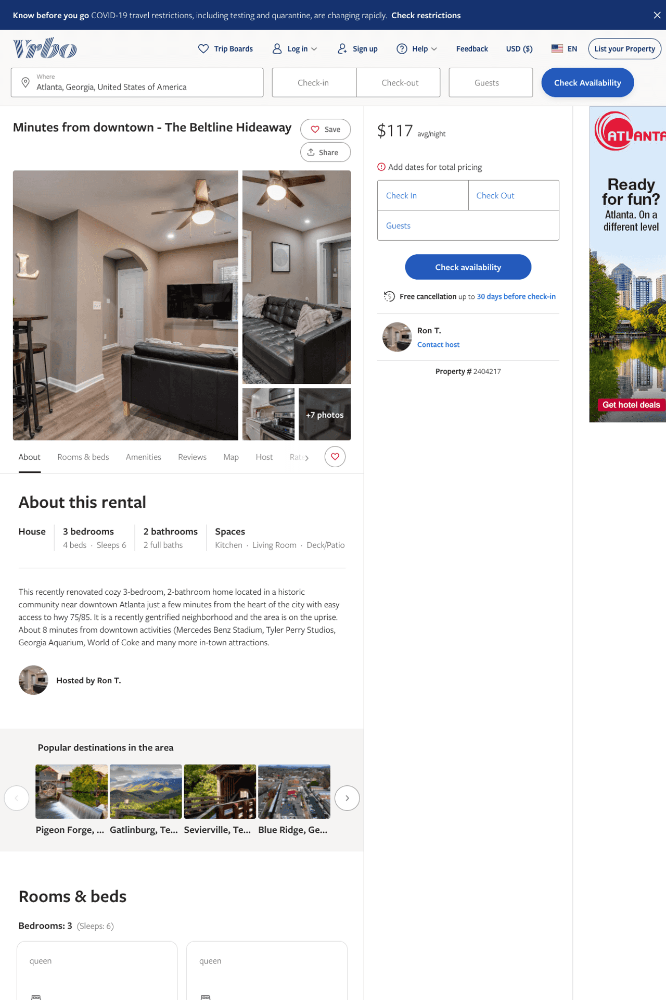 Know before you go COVID-19 travel restrictions, including testing and quarantine, are changing rapidly. Check restrictions
Vrbo
Trip Boards
Log in
Sign up
Help
Feedback
USD ($)
EN
List your Property
Where
Atlanta, Georgia, United States of America
Check-in
Check-out
Guests
Check Availability
Minutes from downtown - The Beltline Hideaway
Save
Share
L
+7 photos
$117 avg/night
Add dates for total pricing
Check In
Check Out
Guests
Check availability
Free cancellation up to 30 days before check-in
Ron T.
Contact host
Property # 2404217
ATLANTA
Ready
for fun?
Atlanta. On a
different level
Get hotel deals
About
Rooms & beds
Amenities
Reviews
Map
Host
About this rental
House
3 bedrooms
4 beds · Sleeps 6
2 bathrooms
2 full baths
Spaces
Kitchen · Living Room · Deck/Patio
This recently renovated cozy 3-bedroom, 2-bathroom home located in a historic
community near downtown Atlanta just a few minutes from the heart of the city with easy
access to hwy 75/85. It is a recently gentrified neighborhood and the area is on the uprise.
About 8 minutes from downtown activities (Mercedes Benz Stadium, Tyler Perry Studios,
Georgia Aquarium, World of Coke and many more in-town attractions.
Hosted by Ron T.
Popular destinations in the area
Pigeon Forge, ...
Gatlinburg, Te...
Sevierville, Te...
Blue Ridge, Ge...
Rooms & beds
Bedrooms: 3 (Sleeps: 6)
queen
queen